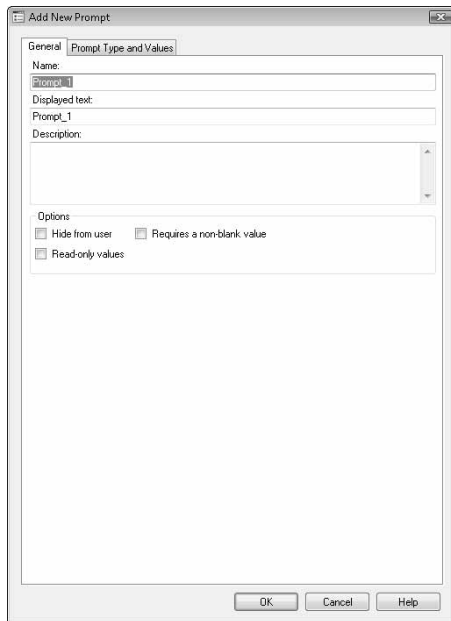 Add New Prompt
General Prompt Type and Values
Name:
Prompt_1
Displayed text:
Prompt_1
Description:
Options
Hide from user Requires a non-blank value
Read-only values
OK Cancel Help